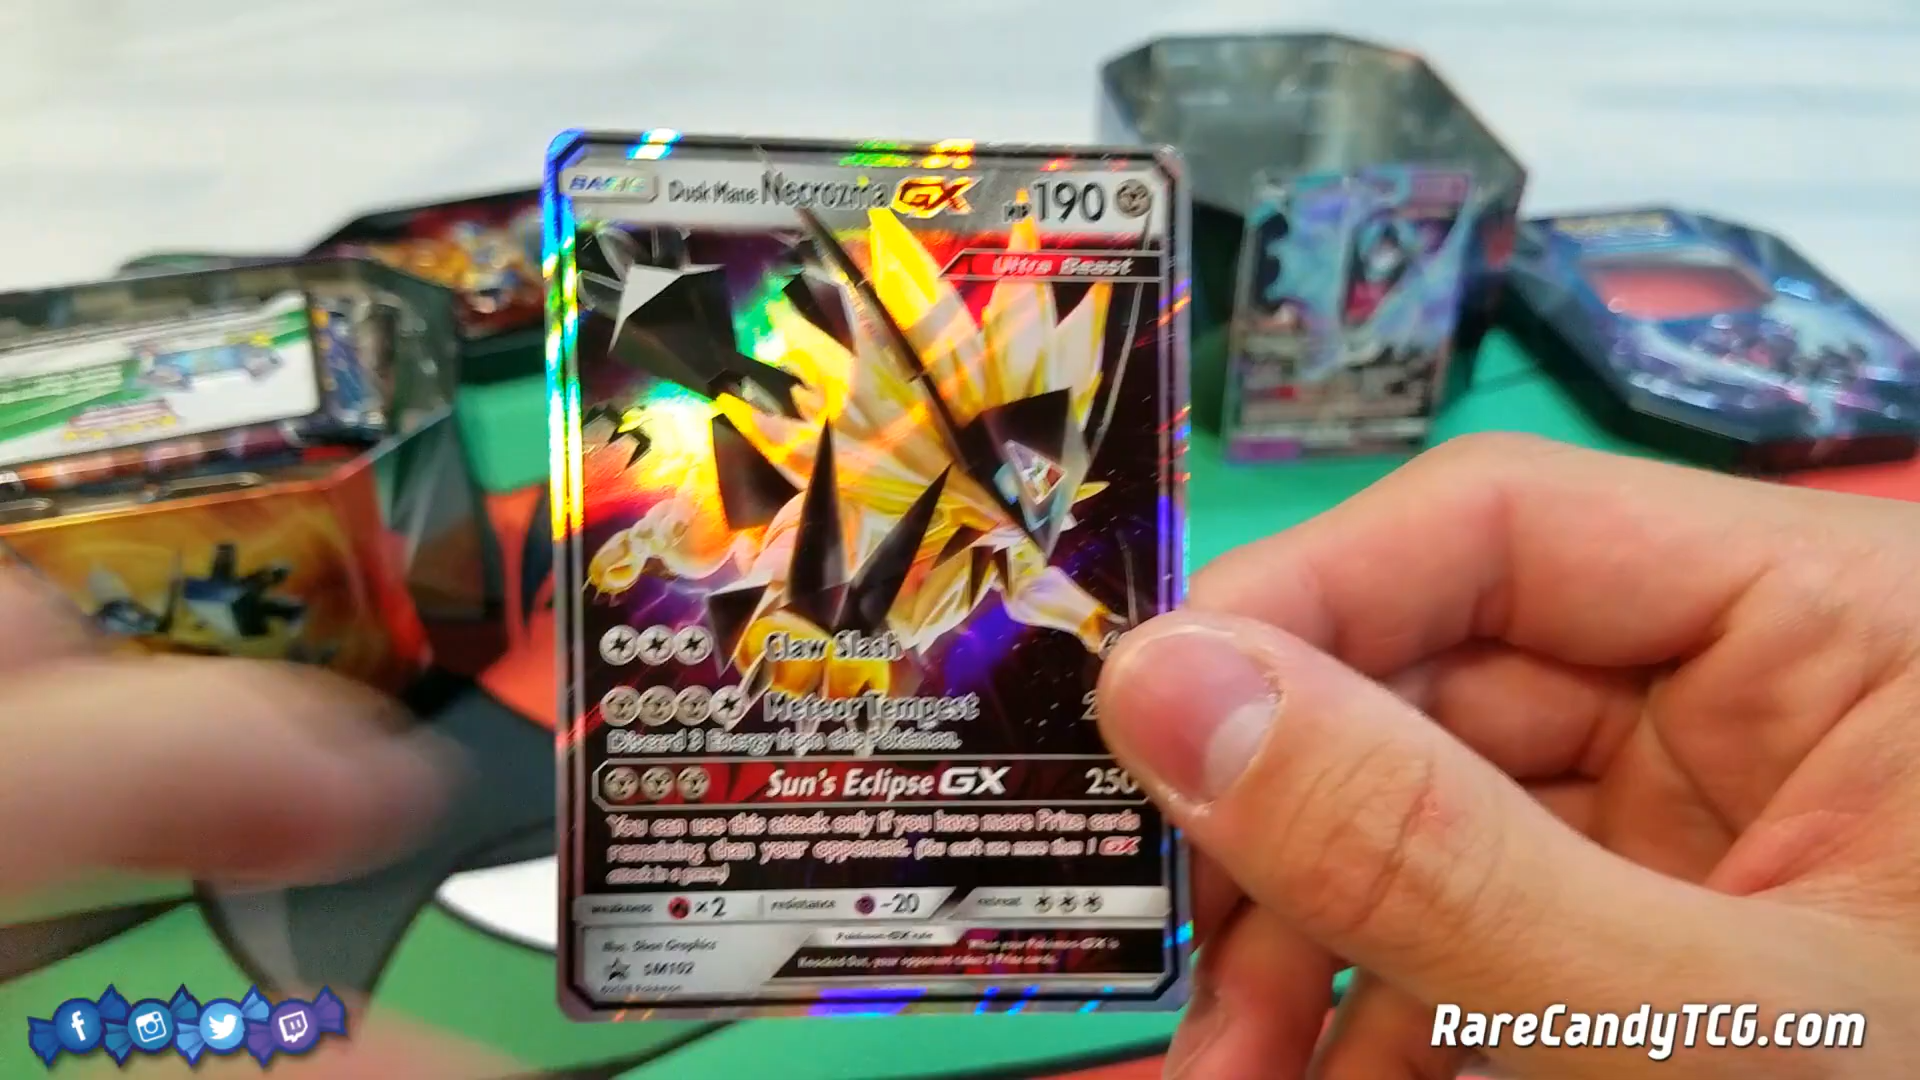 BASIC Dusk Mane Necrozma GX HP 190
Ultra Beast
Claw Slash
Meteor Tempest
Discard 3 Energy from this Pokémon.
Sun's Eclipse GX 250
You can use this attack only if you have more Prize cards
remaining than your opponent. (You can't use more than 1 GX
attack in a game.)
weakness ×2 resistance -20 retreat
Pokémon-GX rule When your Pokémon-GX is
Knocked Out, your opponent takes 2 Prize cards.
Illus. 5ban Graphics
SM102
©2018 Pokémon
RareCandyTCG.com